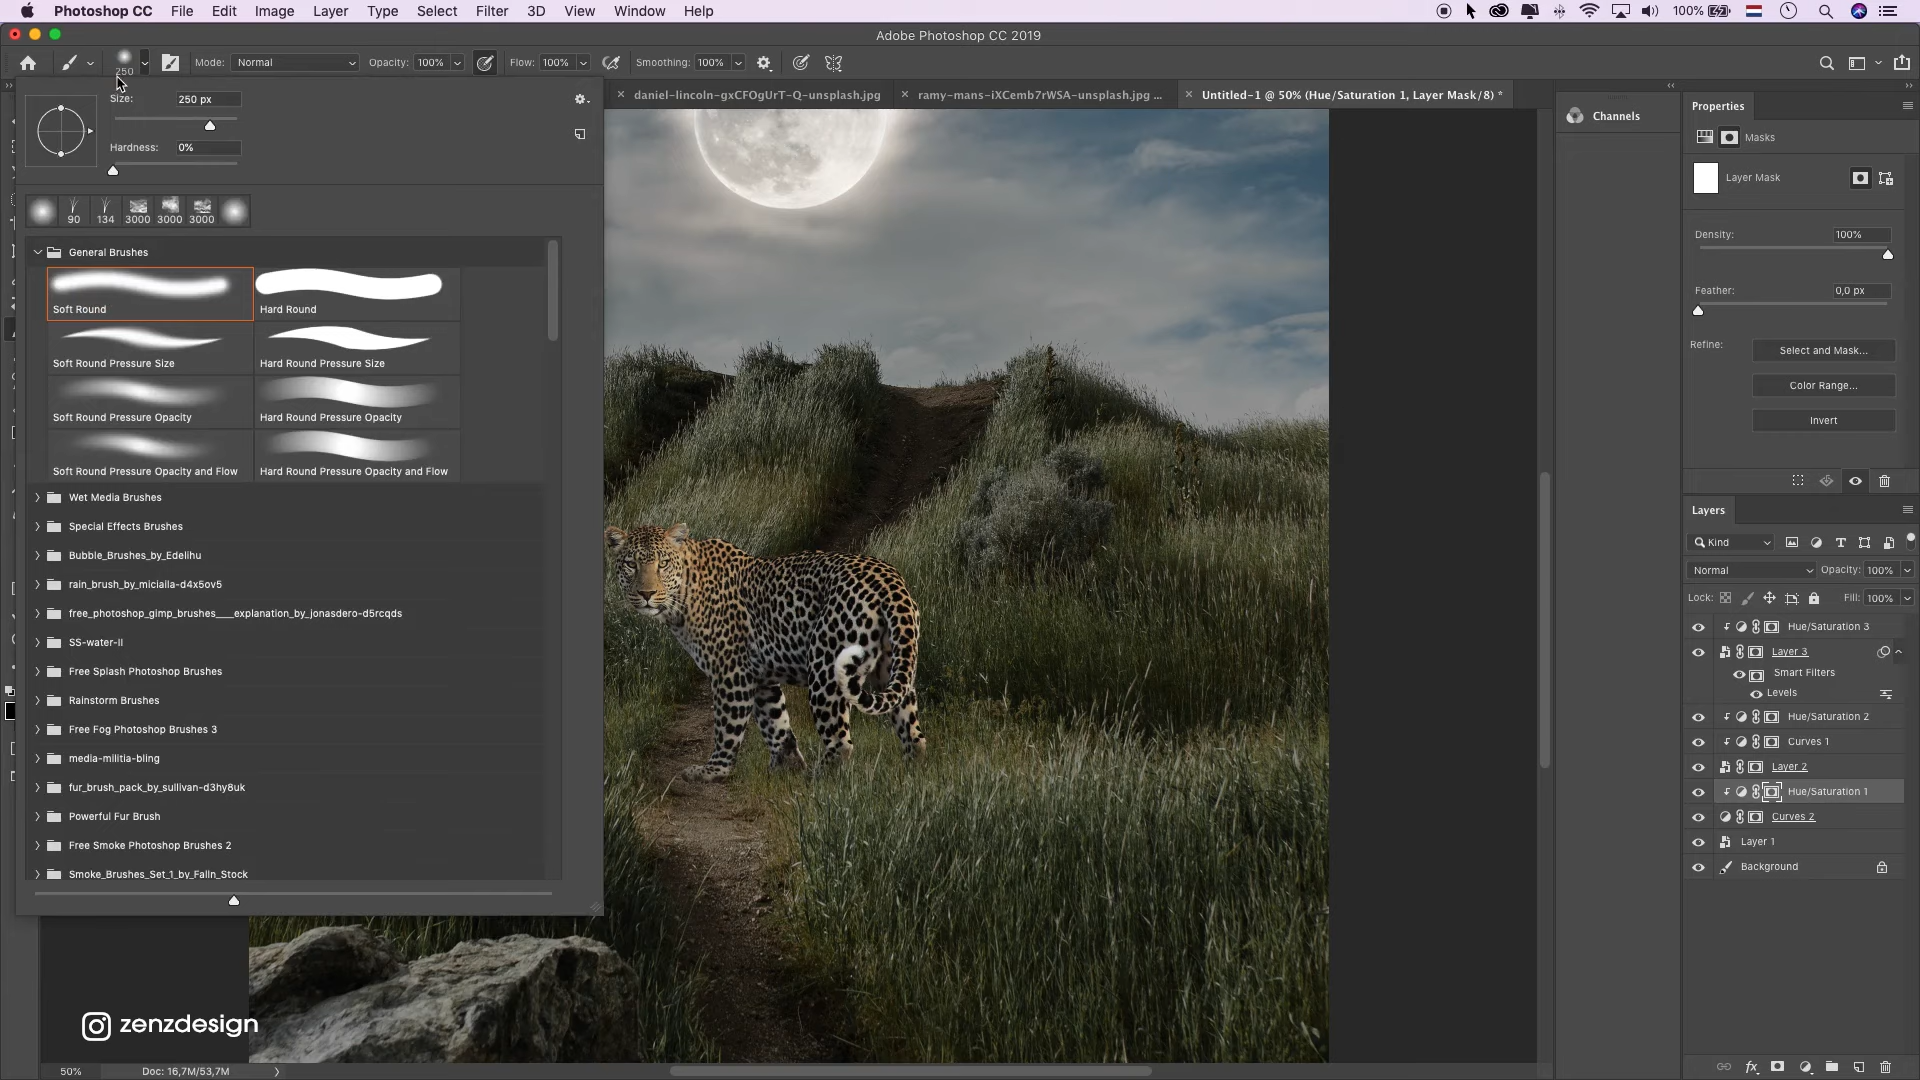 Photoshop CC File Edit Image Layer Type Select Filter 3D View Window Help 100%
Adobe Photoshop CC 2019
250 Mode: Normal Opacity: 100% Flow: 100% Smoothing: 100%
daniel-lincoln-gxCFOgUrT-Q-unsplash.jpg ramy-mans-iXCemb7rWSA-unsplash.jpg ... Untitled-1 @ 50% (Hue/Saturation 1, Layer Mask/8) *
Size: 250 px
Hardness: 0%
90 134 3000 3000 3000
General Brushes
Soft Round Hard Round
Soft Round Pressure Size Hard Round Pressure Size
Soft Round Pressure Opacity Hard Round Pressure Opacity
Soft Round Pressure Opacity and Flow Hard Round Pressure Opacity and Flow
Wet Media Brushes
Special Effects Brushes
Bubble_Brushes_by_Edelihu
rain_brush_by_micialla-d4x5ov5
free_photoshop_gimp_brushes___explanation_by_jonasdero-d5rcqds
SS-water-II
Free Splash Photoshop Brushes
Rainstorm Brushes
Free Fog Photoshop Brushes 3
media-militia-bling
fur_brush_pack_by_sullivan-d3hy8uk
Powerful Fur Brush
Free Smoke Photoshop Brushes 2
Smoke_Brushes_Set_1_by_Falln_Stock
zenzdesign
50% Doc: 16,7M/53,7M
Channels
Properties
Masks
Layer Mask
Density: 100%
Feather: 0,0 px
Refine: Select and Mask...
Color Range...
Invert
Layers
Kind
Normal Opacity: 100%
Lock: Fill: 100%
Hue/Saturation 3
Layer 3
Smart Filters
Levels
Hue/Saturation 2
Curves 1
Layer 2
Hue/Saturation 1
Curves 2
Layer 1
Background
fx